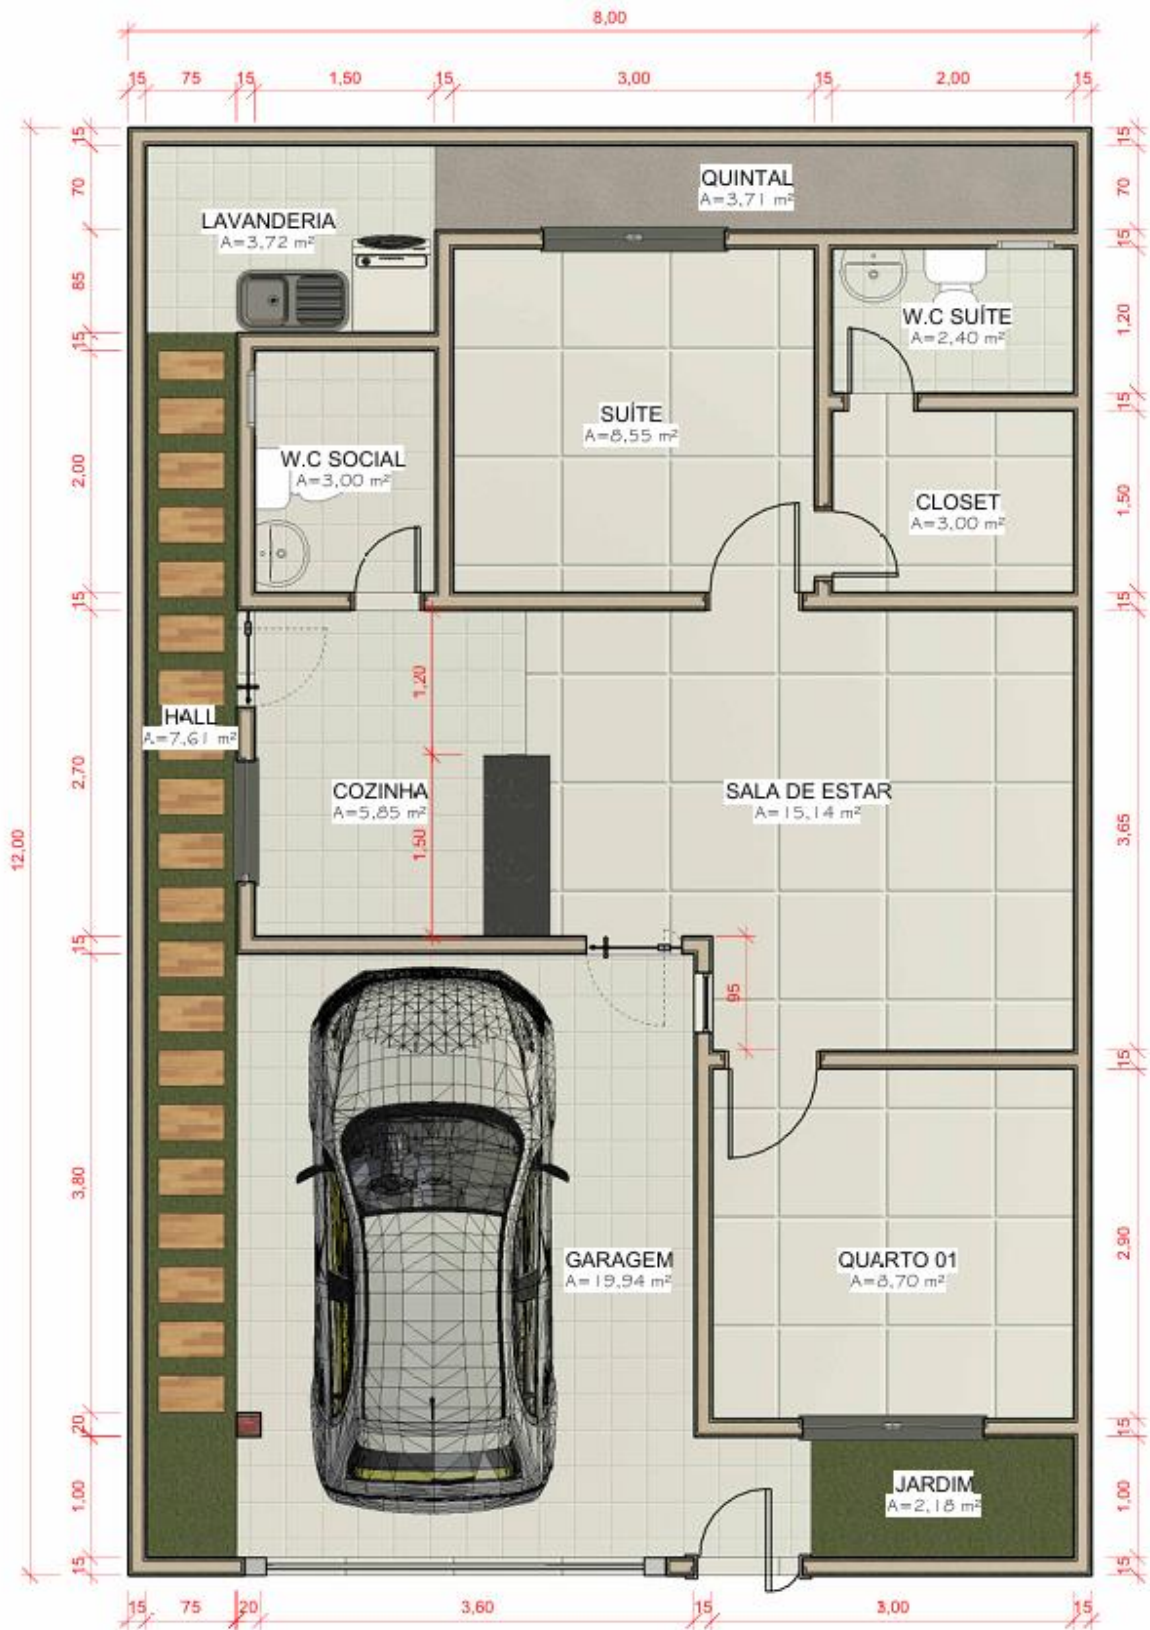 8,00
15 75 15 1,50 15 3,00 15 2,00 15
15
70
85
15
2,00
15
2,70
15
3,80
20
1,00
15
12,00
QUINTAL
A=3,71 m²
LAVANDERIA
A=3,72 m²
W.C SUÍTE
A=2,40 m²
SUÍTE
A=8,55 m²
W.C SOCIAL
A=3,00 m²
CLOSET
A=3,00 m²
1,20
HALL
A=7,61 m²
COZINHA
A=5,85 m²
1,50
SALA DE ESTAR
A=15,14 m²
95
GARAGEM
A=19,94 m²
QUARTO 01
A=8,70 m²
JARDIM
A=2,18 m²
15
70
15
1,20
15
1,50
15
3,65
15
2,90
15
1,00
15
15 75 20 3,60 15 3,00 15